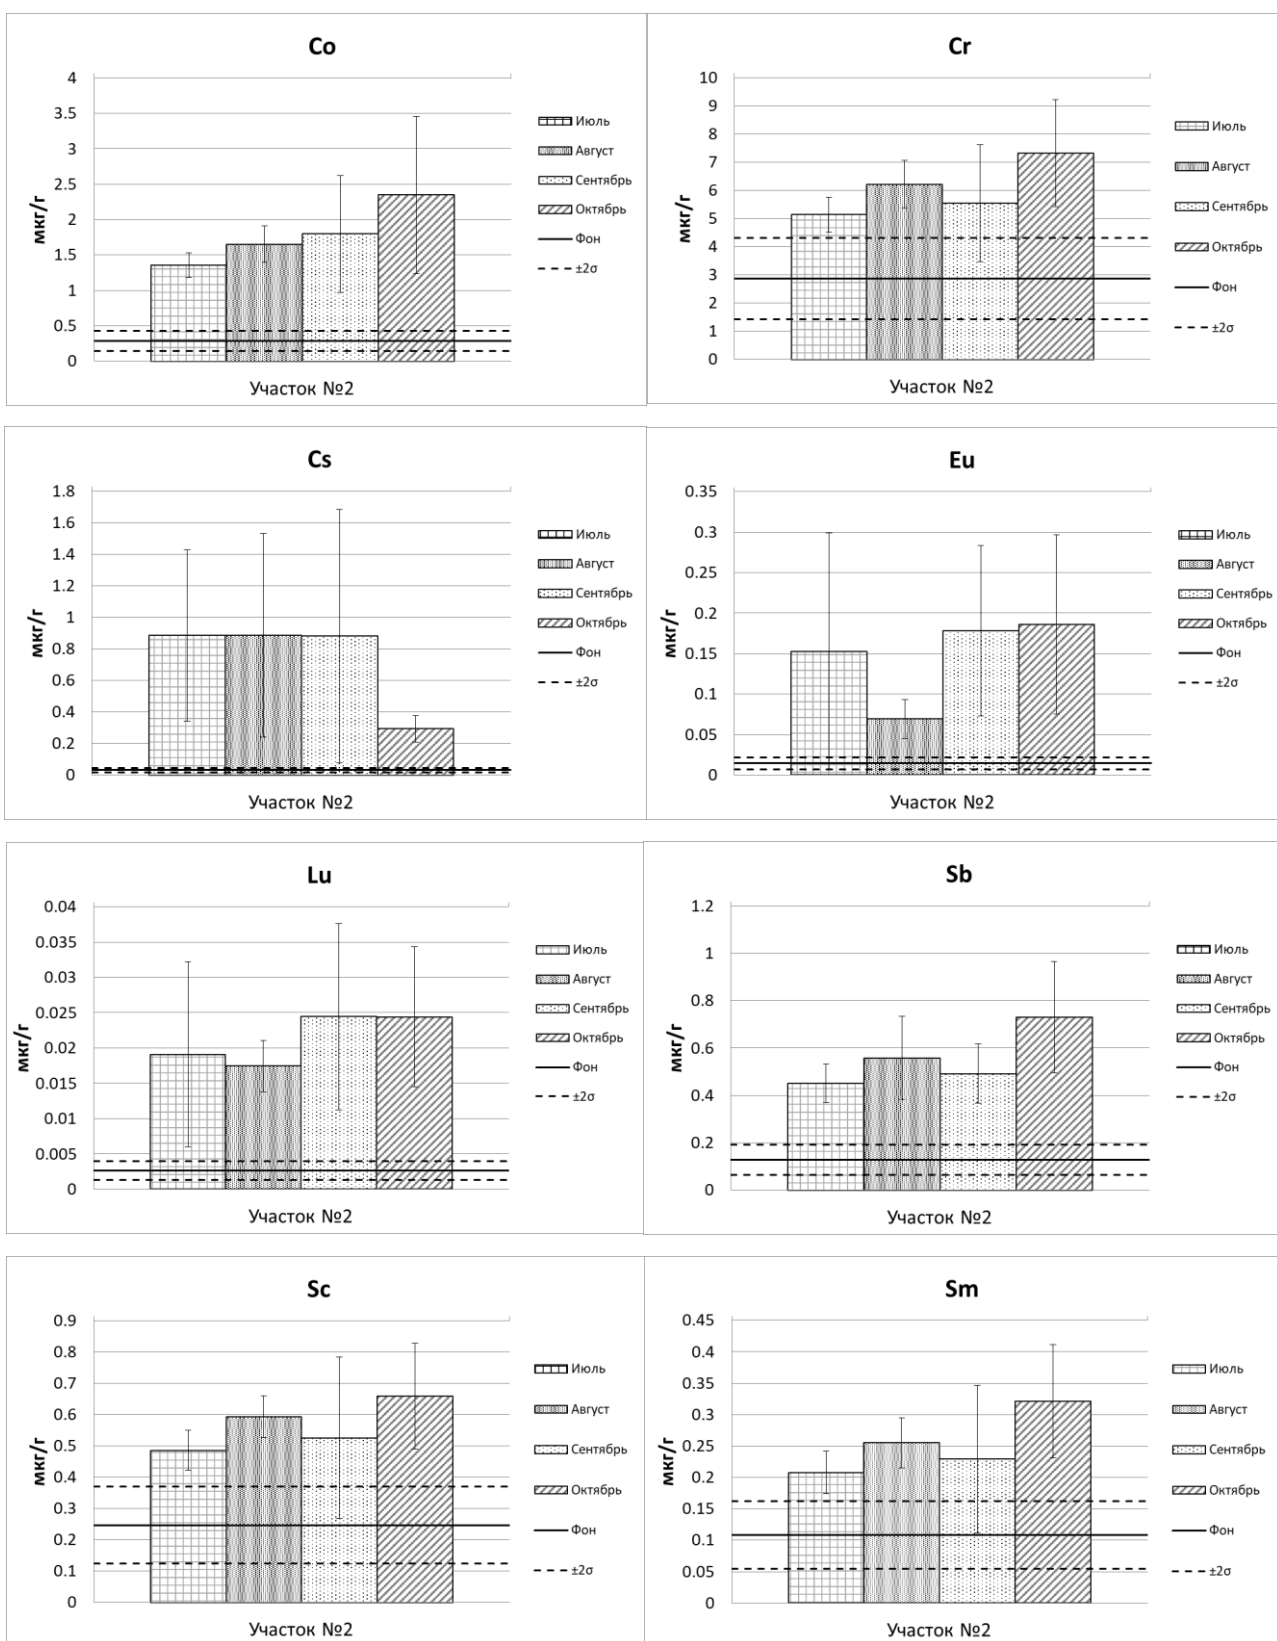 Co
4
3.5
3
2.5
2
1.5
1
0.5
0
мкг/г
Участок №2
Июль
Август
Сентябрь
Октябрь
Фон
±2σ
Cr
10
9
8
7
6
5
4
3
2
1
0
мкг/г
Участок №2
Июль
Август
Сентябрь
Октябрь
Фон
±2σ
Cs
1.8
1.6
1.4
1.2
1
0.8
0.6
0.4
0.2
0
мкг/г
Участок №2
Июль
Август
Сентябрь
Октябрь
Фон
±2σ
Eu
0.35
0.3
0.25
0.2
0.15
0.1
0.05
0
мкг/г
Участок №2
Июль
Август
Сентябрь
Октябрь
Фон
±2σ
Lu
0.04
0.035
0.03
0.025
0.02
0.015
0.01
0.005
0
мкг/г
Участок №2
Июль
Август
Сентябрь
Октябрь
Фон
±2σ
Sb
1.2
1
0.8
0.6
0.4
0.2
0
мкг/г
Участок №2
Июль
Август
Сентябрь
Октябрь
Фон
±2σ
Sc
0.9
0.8
0.7
0.6
0.5
0.4
0.3
0.2
0.1
0
мкг/г
Участок №2
Июль
Август
Сентябрь
Октябрь
Фон
±2σ
Sm
0.45
0.4
0.35
0.3
0.25
0.2
0.15
0.1
0.05
0
мкг/г
Участок №2
Июль
Август
Сентябрь
Октябрь
Фон
±2σ